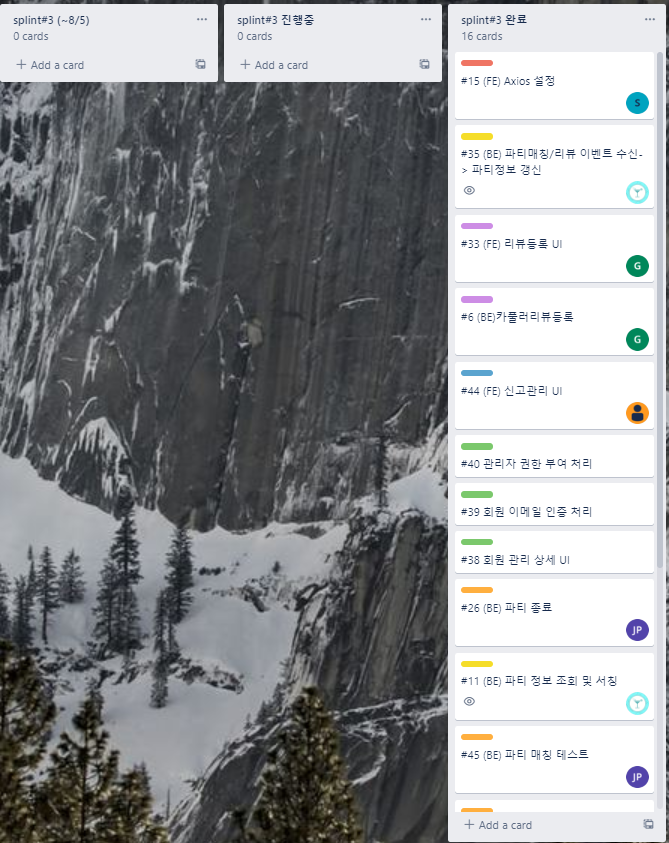 splint#3 (~8/5)
0 cards
+ Add a card
splint#3 진행중
0 cards
+ Add a card
splint#3 완료
16 cards
#15 (FE) Axios 설정
S
#35 (BE) 파티매칭/리뷰 이벤트 수신-
> 파티정보 갱신
#33 (FE) 리뷰등록 UI
G
#6 (BE)카풀러리뷰등록
G
#44 (FE) 신고관리 UI
#40 관리자 권한 부여 처리
#39 회원 이메일 인증 처리
#38 회원 관리 상세 UI
#26 (BE) 파티 종료
JP
#11 (BE) 파티 정보 조회 및 서칭
#45 (BE) 파티 매칭 테스트
JP
+ Add a card